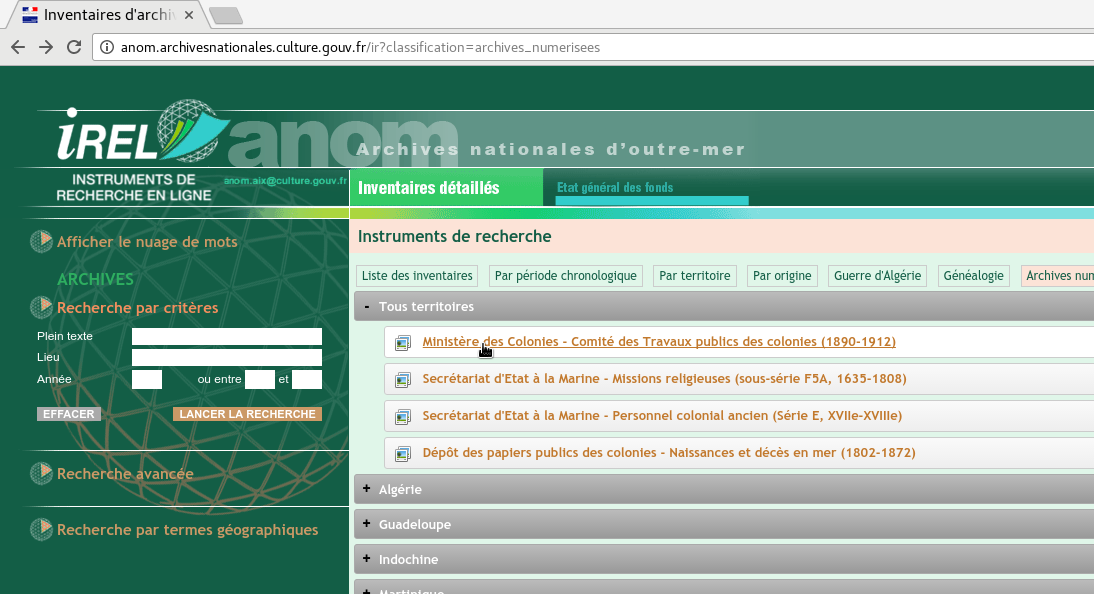 Inventaires d'archi
anom.archivesnationales.culture.gouv.fr/ir?classification=archives_numerisees
iREL
anom
Archives nationales d'outre-mer
INSTRUMENTS DE
RECHERCHE EN LIGNE
anom.aix@culture.gouv.fr
Inventaires détaillés
Etat général des fonds
Afficher le nuage de mots
ARCHIVES
Recherche par critères
Plein texte
Lieu
Année ou entre et
EFFACER LANCER LA RECHERCHE
Recherche avancée
Recherche par termes géographiques
Instruments de recherche
Liste des inventaires Par période chronologique Par territoire Par origine Guerre d'Algérie Généalogie Archives num
- Tous territoires
Ministère des Colonies - Comité des Travaux publics des colonies (1890-1912)
Secrétariat d'Etat à la Marine - Missions religieuses (sous-série F5A, 1635-1808)
Secrétariat d'Etat à la Marine - Personnel colonial ancien (Série E, XVIIe-XVIIIe)
Dépôt des papiers publics des colonies - Naissances et décès en mer (1802-1872)
+ Algérie
+ Guadeloupe
+ Indochine
Martinique